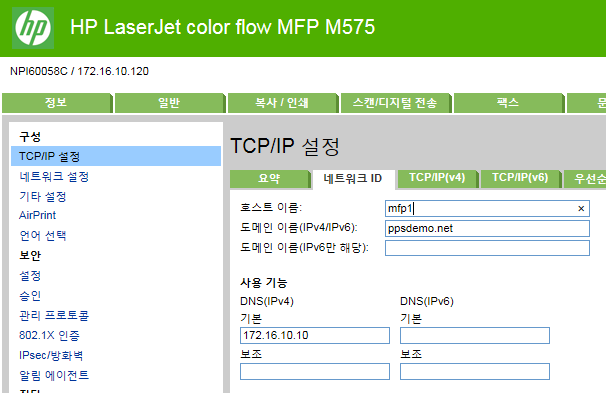 hp HP LaserJet color flow MFP M575
NPI60058C / 172.16.10.120
정보 일반 복사 / 인쇄 스캔/디지털 전송 팩스
구성
TCP/IP 설정
네트워크 설정
기타 설정
AirPrint
언어 선택
보안
설정
승인
관리 프로토콜
802.1X 인증
IPsec/방화벽
알림 에이전트
TCP/IP 설정
요약 네트워크 ID TCP/IP(v4) TCP/IP(v6) 우선순
호스트 이름: mfp1 ×
도메인 이름(IPv4/IPv6): ppsdemo.net
도메인 이름(IPv6만 해당):
사용 기능
DNS(IPv4) DNS(IPv6)
기본 기본
172.16.10.10
보조 보조